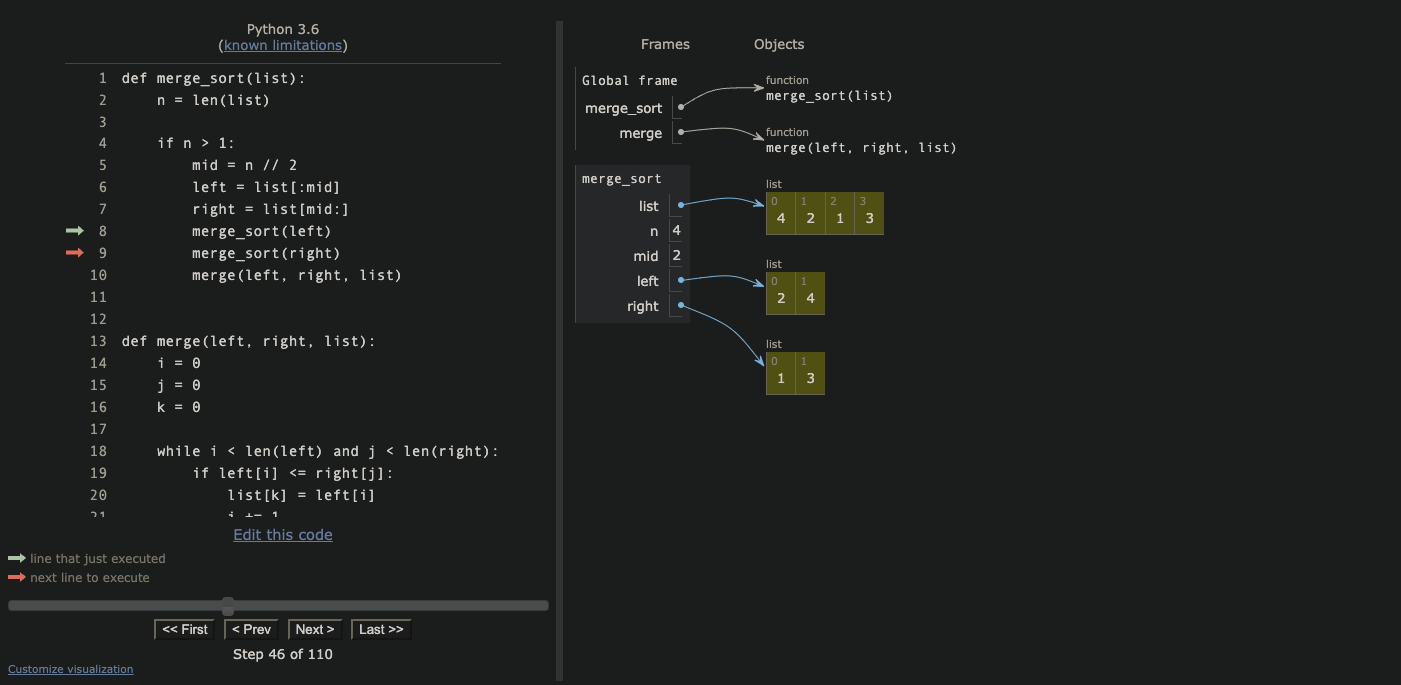 Python 3.6
(known limitations)
1 def merge_sort(list):
2 n = len(list)
3
4 if n > 1:
5 mid = n // 2
6 left = list[:mid]
7 right = list[mid:]
8 merge_sort(left)
9 merge_sort(right)
10 merge(left, right, list)
11
12
13 def merge(left, right, list):
14 i = 0
15 j = 0
16 k = 0
17
18 while i < len(left) and j < len(right):
19 if left[i] <= right[j]:
20 list[k] = left[i]
21 i += 1
Edit this code
line that just executed
next line to execute
<< First < Prev Next > Last >>
Step 46 of 110
Customize visualization
Frames Objects
Global frame
merge_sort
merge
function
merge_sort(list)
function
merge(left, right, list)
merge_sort
list
n 4
mid 2
left
right
list
0 1 2 3
4 2 1 3
list
0 1
2 4
list
0 1
1 3